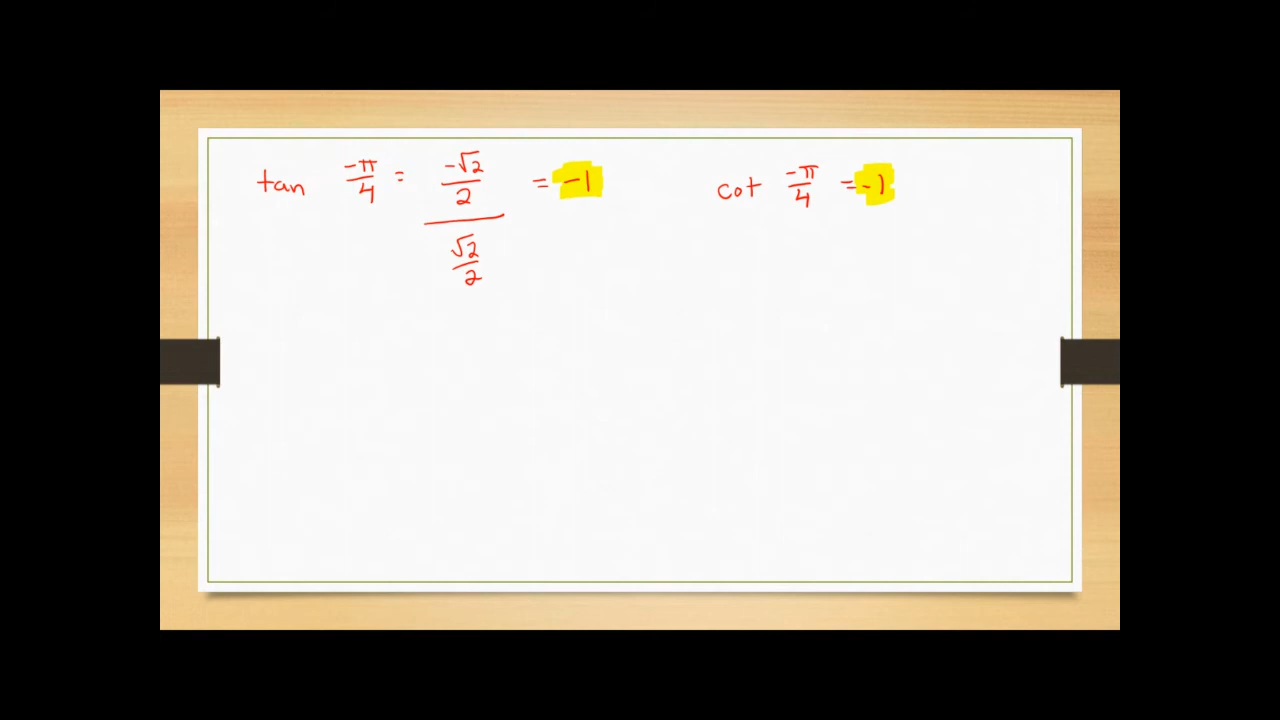 tan -π/4 = (-√2/2)/(√2/2) = -1
cot -π/4 = -1